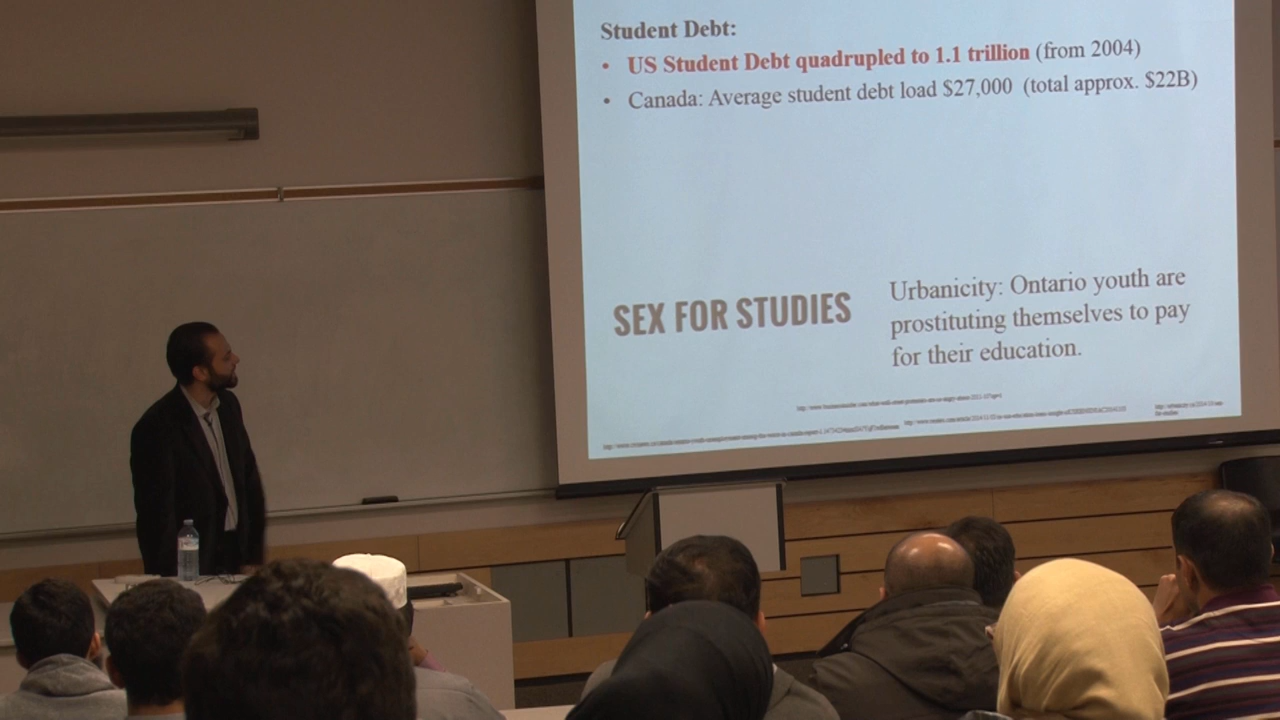 Student Debt:
• US Student Debt quadrupled to 1.1 trillion (from 2004)
• Canada: Average student debt load $27,000 (total approx. $22B)
SEX FOR STUDIES
Urbanicity: Ontario youth are
prostituting themselves to pay
for their education.